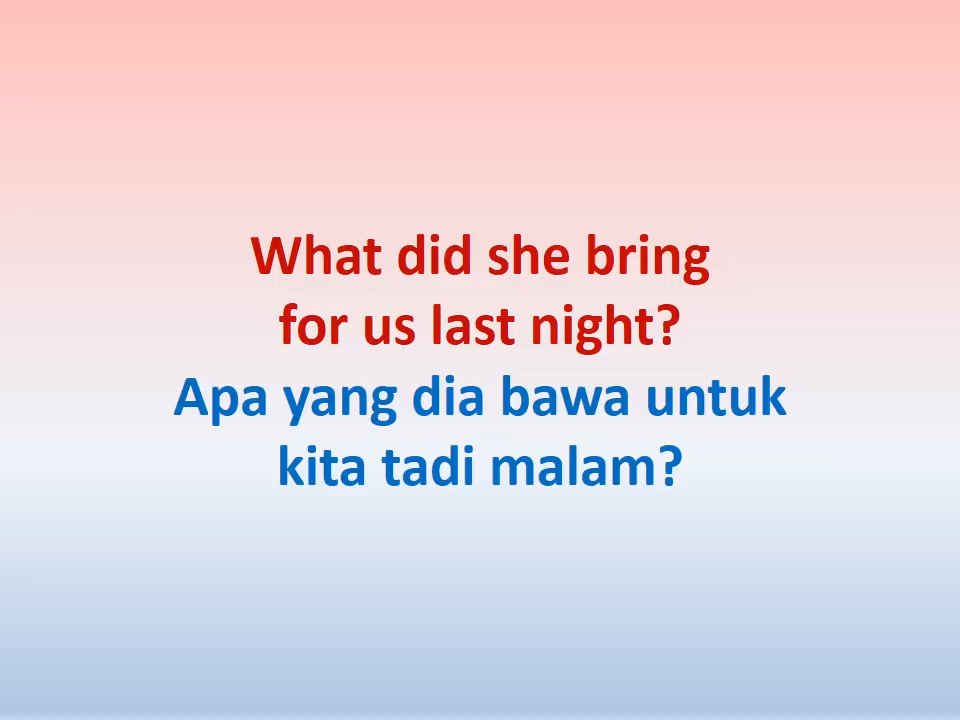 What did she bring
for us last night?
Apa yang dia bawa untuk
kita tadi malam?